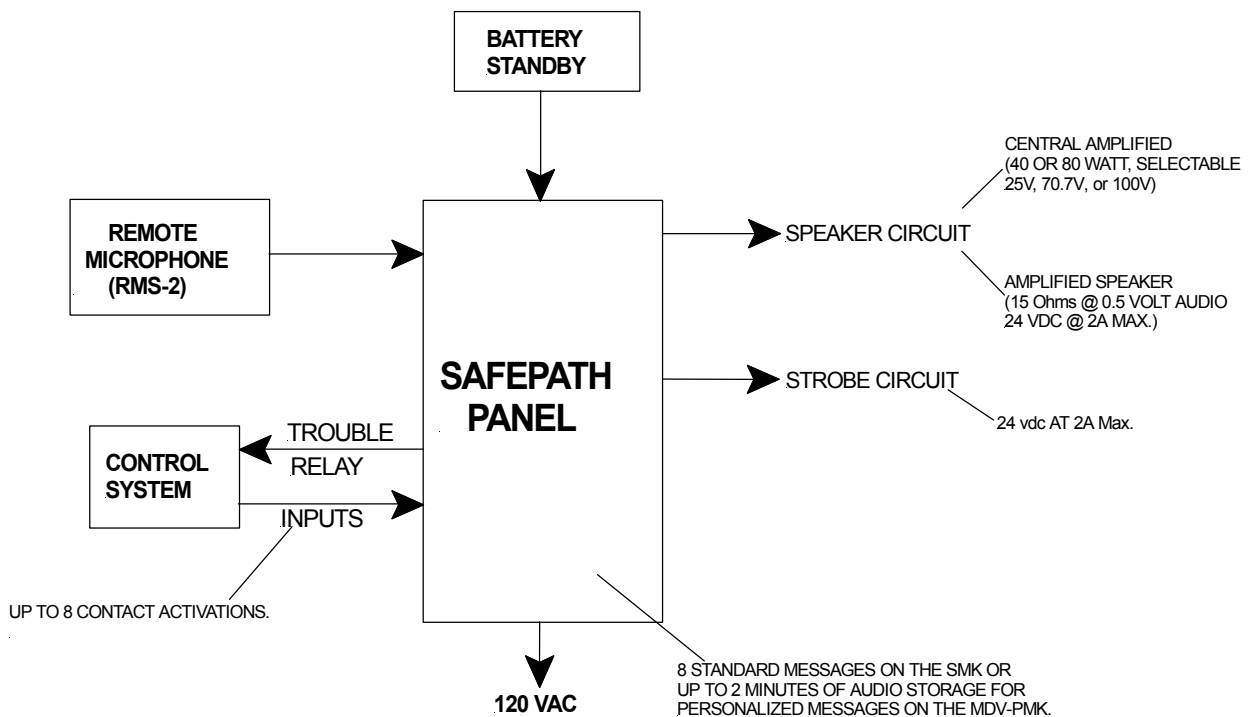 BATTERY
STANDBY
CENTRAL AMPLIFIED
(40 OR 80 WATT, SELECTABLE
25V, 70.7V, or 100V)
REMOTE
MICROPHONE
(RMS-2)
SPEAKER CIRCUIT
AMPLIFIED SPEAKER
(15 Ohms @ 0.5 VOLT AUDIO
24 VDC @ 2A MAX.)
SAFEPATH
PANEL
STROBE CIRCUIT
24 vdc AT 2A Max.
TROUBLE
RELAY
CONTROL
SYSTEM
INPUTS
UP TO 8 CONTACT ACTIVATIONS.
8 STANDARD MESSAGES ON THE SMK OR
UP TO 2 MINUTES OF AUDIO STORAGE FOR
PERSONALIZED MESSAGES ON THE MDV-PMK.
120 VAC